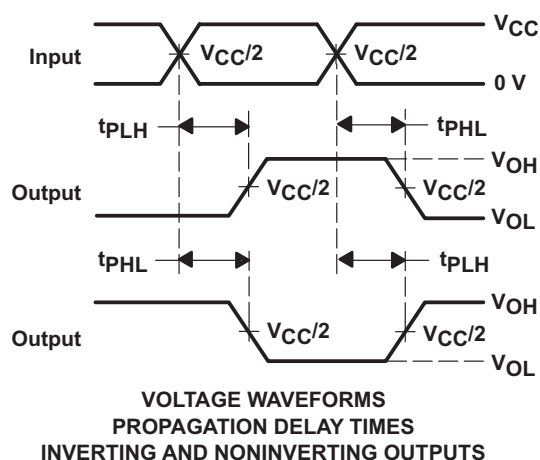 VCC
Input
VCC/2
VCC/2
0 V
tPLH
tPHL
VOH
Output
VCC/2
VCC/2
VOL
tPHL
tPLH
VOH
Output
VCC/2
VCC/2
VOL
VOLTAGE WAVEFORMS
PROPAGATION DELAY TIMES
INVERTING AND NONINVERTING OUTPUTS